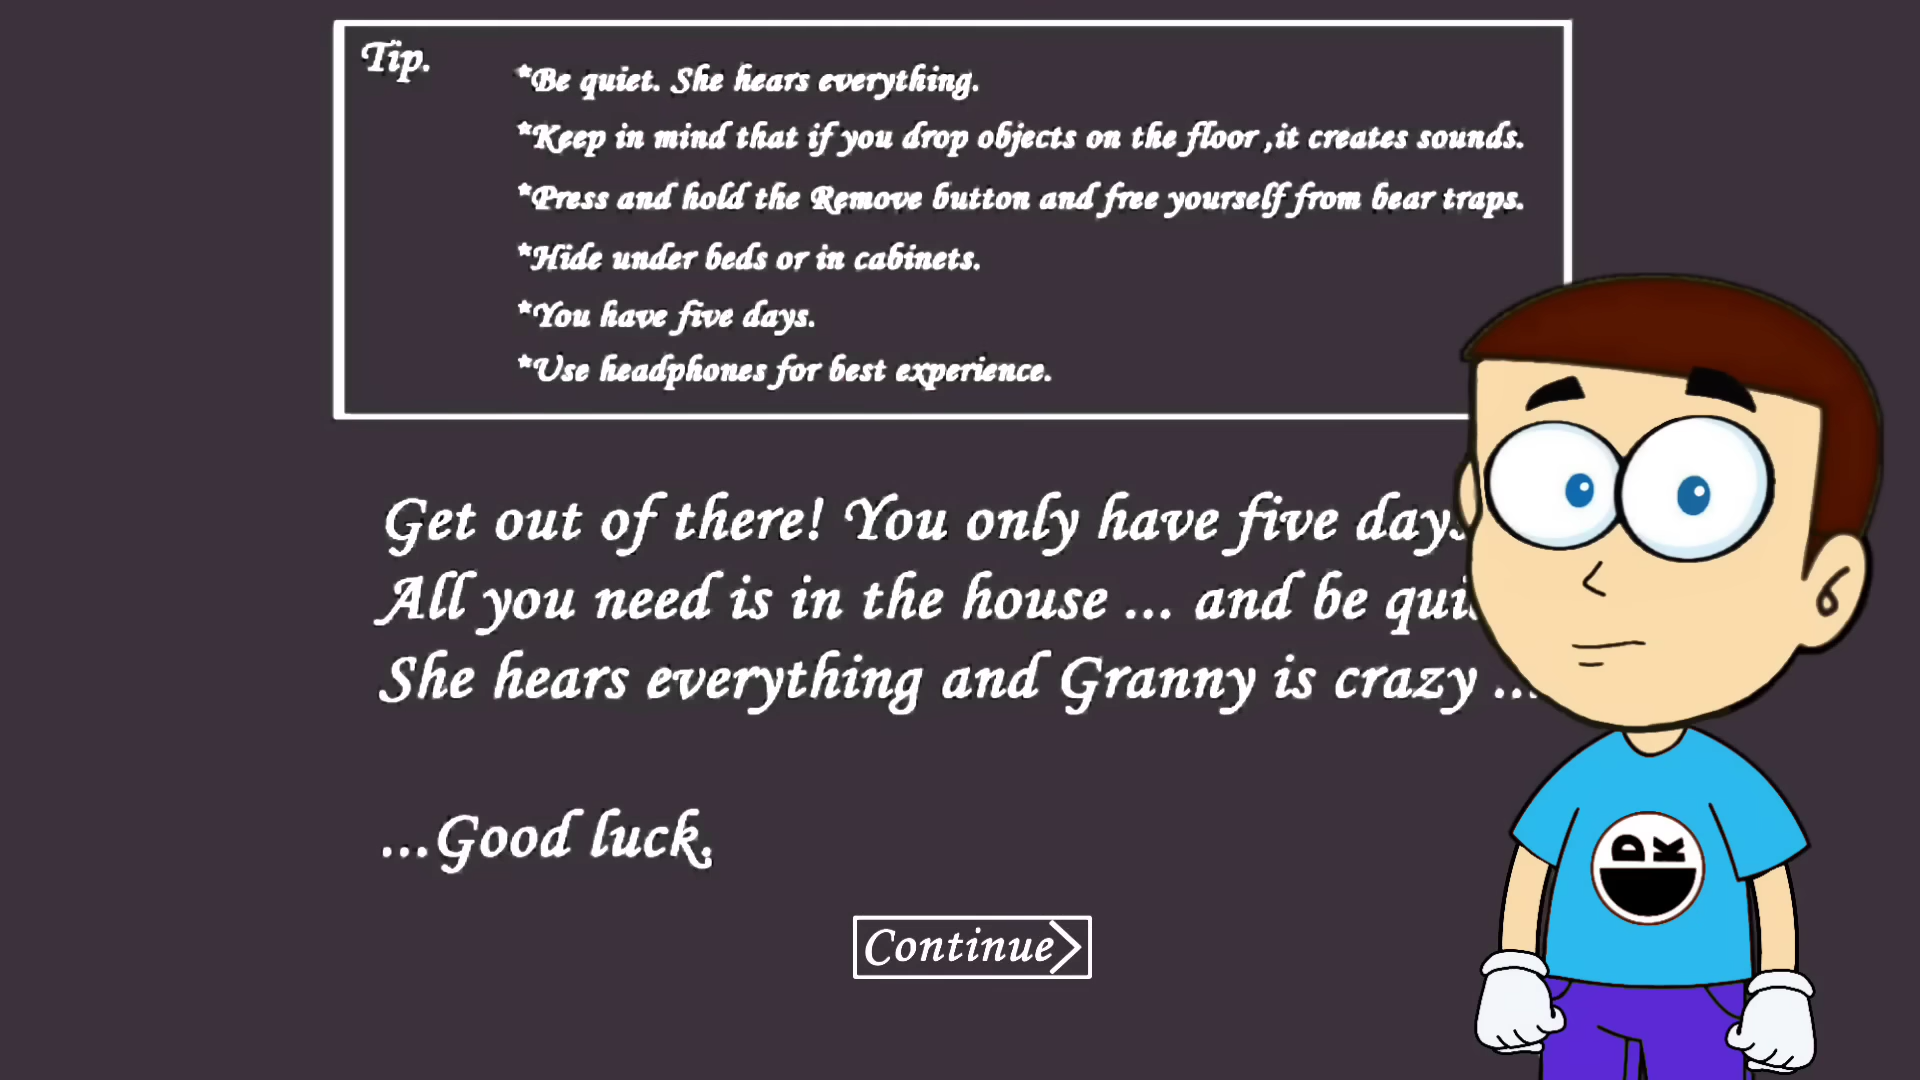 Tip.
*Be quiet. She hears everything.
*Keep in mind that if you drop objects on the floor ,it creates sounds.
*Press and hold the Remove button and free yourself from bear traps.
*Hide under beds or in cabinets.
*You have five days.
*Use headphones for best experience.
Get out of there! You only have five days
All you need is in the house ... and be
She hears everything and Granny is crazy ...
...Good luck.
Continue>
D K